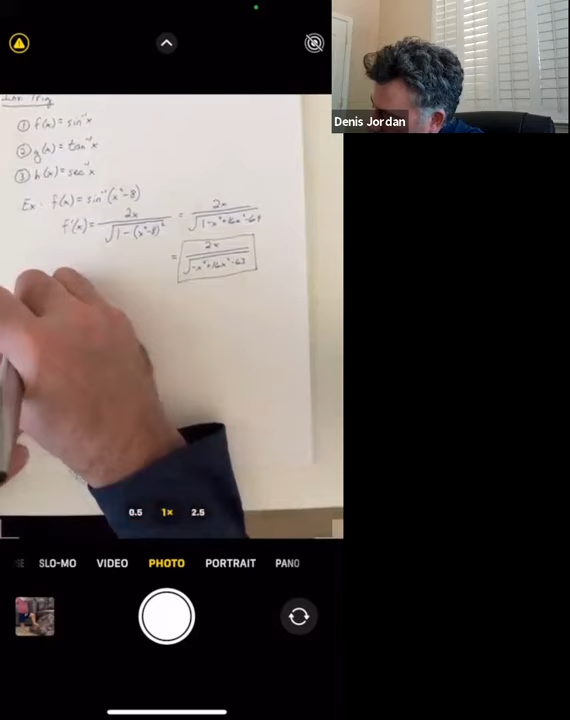 Denis Jordan
Inv. Trig
① f(x) = sin⁻¹x
② g(x) = tan⁻¹x
③ h(x) = sec⁻¹x
Ex. f(x) = sin⁻¹(x²-8)
f'(x) = 2x / √(1-(x²-8)²) = 2x / √(1-x⁴+16x²-64)
= 2x / √(-x⁴+16x²-63)
0.5 1× 2.5
SLO-MO VIDEO PHOTO PORTRAIT PANO